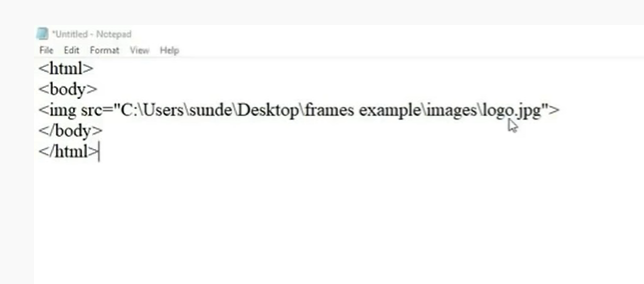 *Untitled - Notepad
File Edit Format View Help
<html>
<body>
<img src="C:\Users\sunde\Desktop\frames example\images\logo.jpg">
</body>
</html>